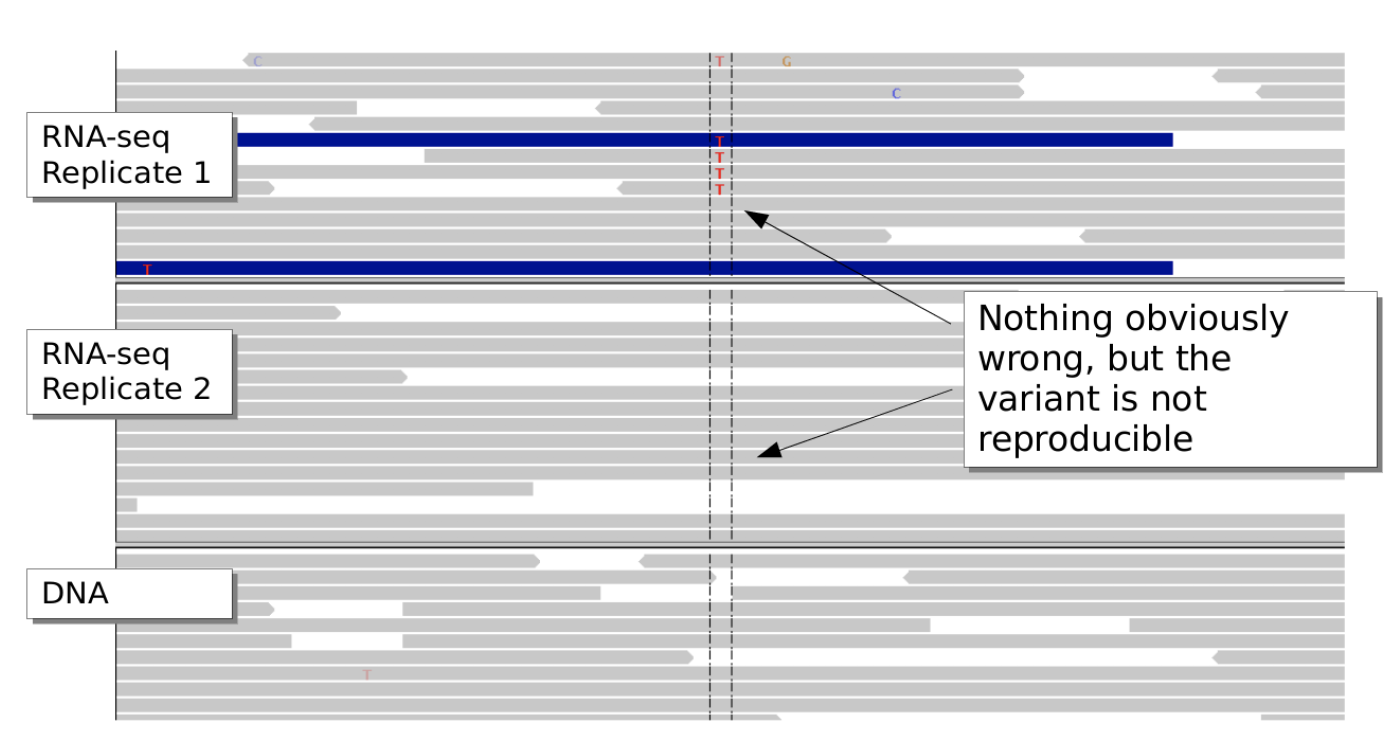 C T G
C
RNA-seq
Replicate 1
T
T
T
T
T
RNA-seq
Replicate 2
Nothing obviously
wrong, but the
variant is not
reproducible
DNA
T